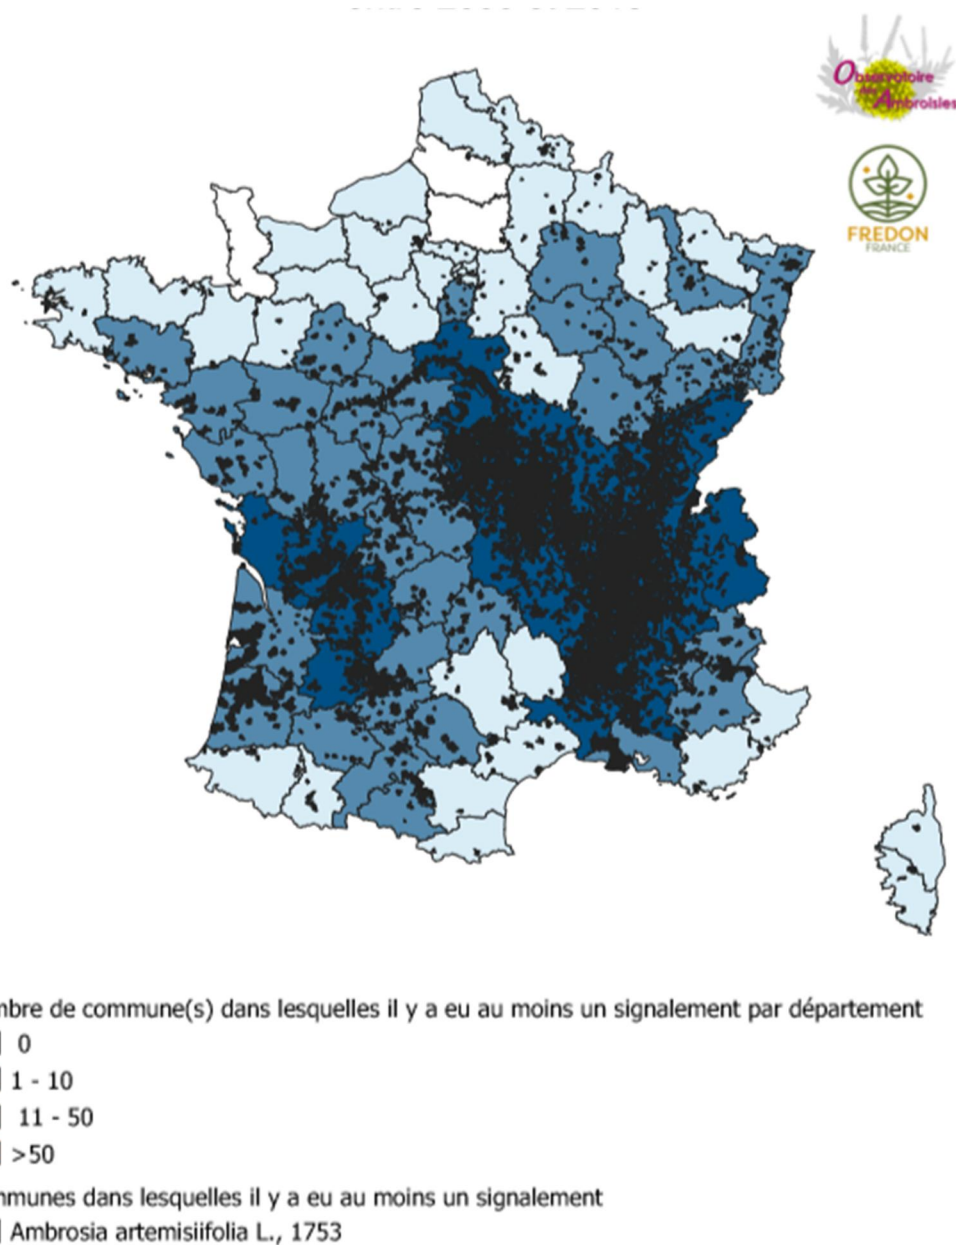 Observatoire
des
Ambroisies
FREDON
FRANCE
mbre de commune(s) dans lesquelles il y a eu au moins un signalement par département
0
1 - 10
11 - 50
>50
mmunes dans lesquelles il y a eu au moins un signalement
Ambrosia artemisiifolia L., 1753